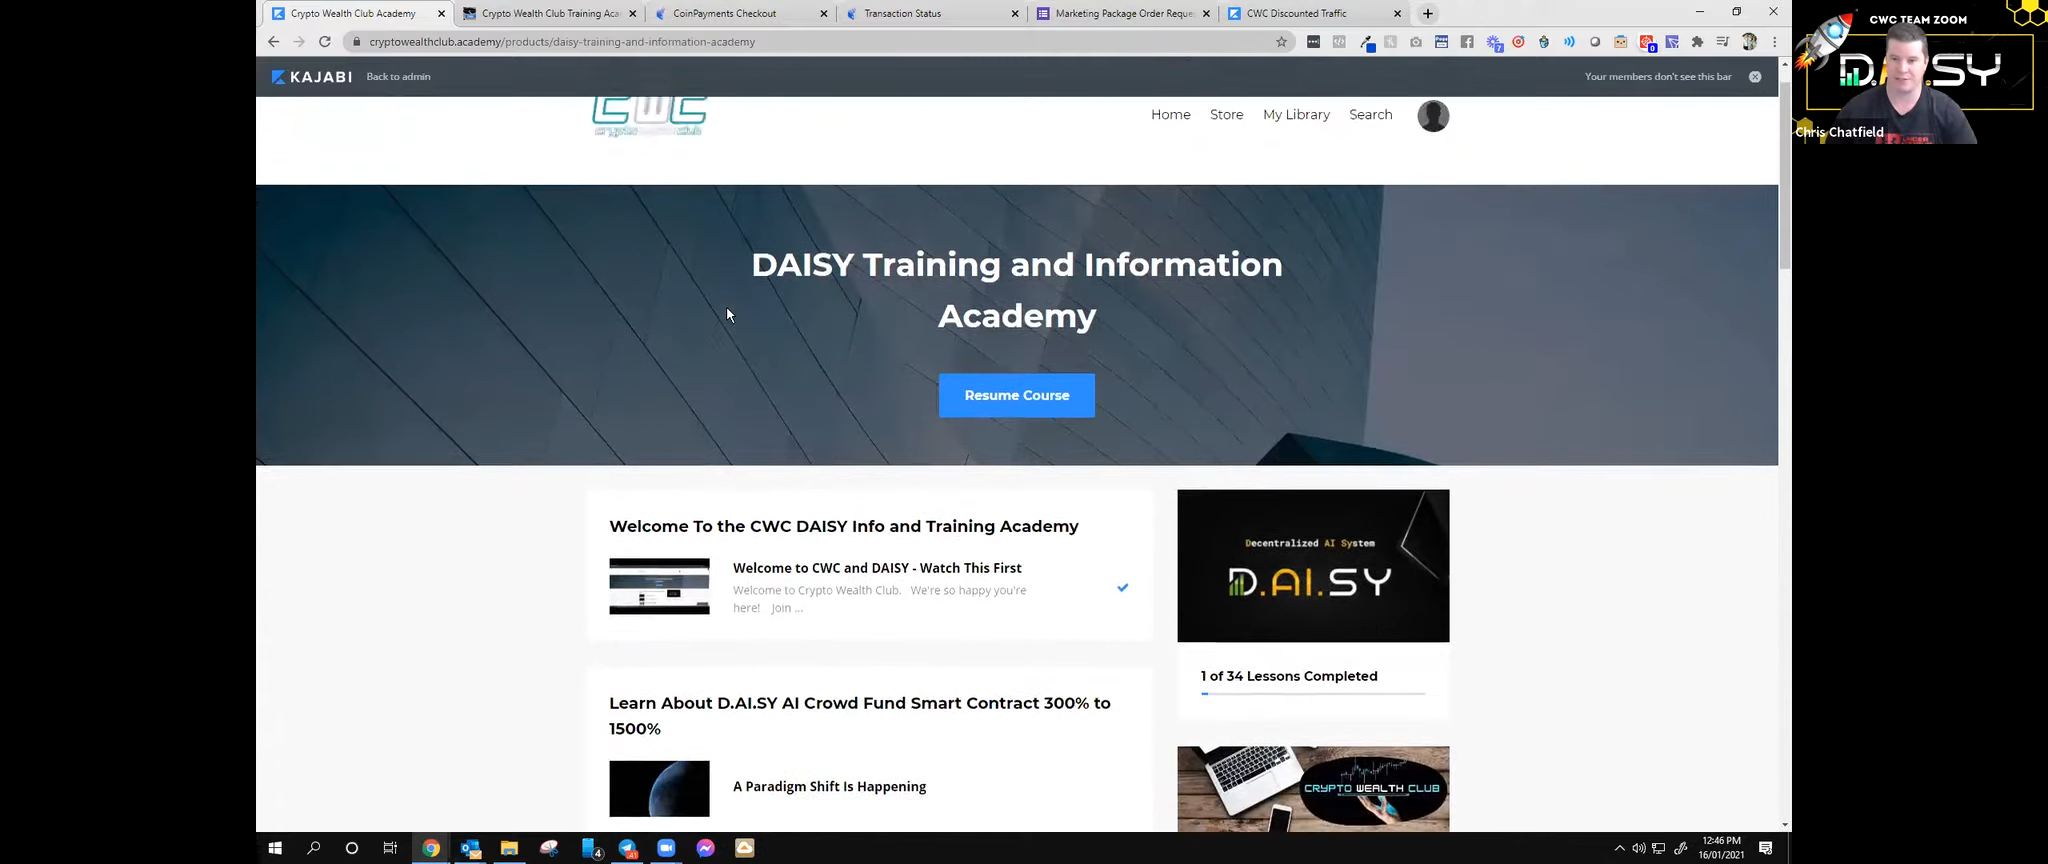 Crypto Wealth Club Academy
Crypto Wealth Club Training Aca
CoinPayments Checkout
Transaction Status
Marketing Package Order Reque
CWC Discounted Traffic
cryptowealthclub.academy/products/daisy-training-and-information-academy
KAJABI
Back to admin
Your members don't see this bar
CWC
crypto wealth club
Home
Store
My Library
Search
DAISY Training and Information
Academy
Resume Course
Welcome To the CWC DAISY Info and Training Academy
Welcome to CWC and DAISY - Watch This First
Welcome to Crypto Wealth Club. We're so happy you're
here! Join ...
Learn About D.AI.SY AI Crowd Fund Smart Contract 300% to
1500%
A Paradigm Shift Is Happening
Decentralized AI System
D.AI.SY
1 of 34 Lessons Completed
CRYPTO WEALTH CLUB
CWC TEAM ZOOM
Chris Chatfield
12:46 PM
16/01/2021